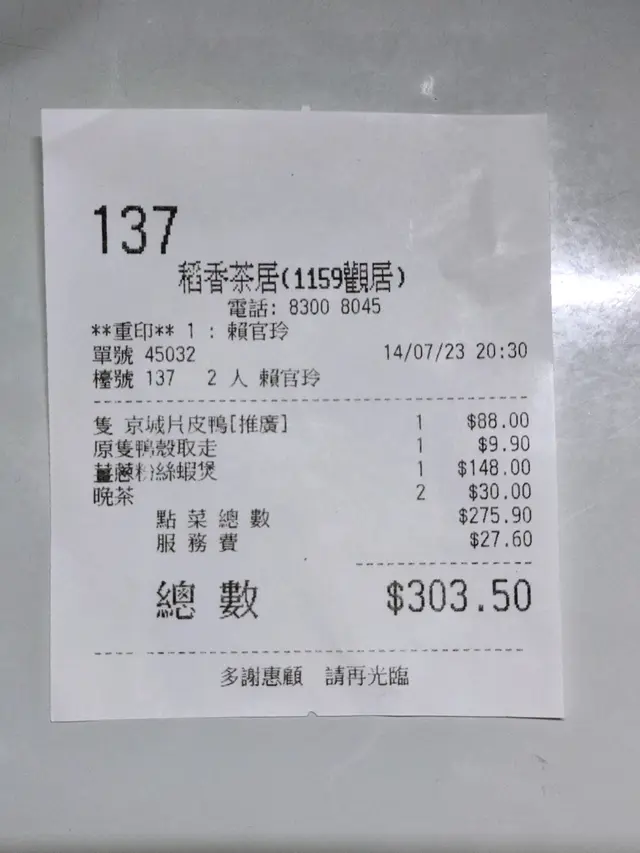 137
稻香茶居(1159觀居)
電話: 8300 8045
**重印** 1 : 賴官玲
單號 45032 14/07/23 20:30
檯號 137 2 人 賴官玲
隻 京城片皮鴨[推廣] 1 $88.00
原隻鴨殼取走 1 $9.90
薑蔥粉絲蝦煲 1 $148.00
晚茶 2 $30.00
點菜總數 $275.90
服務費 $27.60
總數 $303.50
多謝惠顧 請再光臨